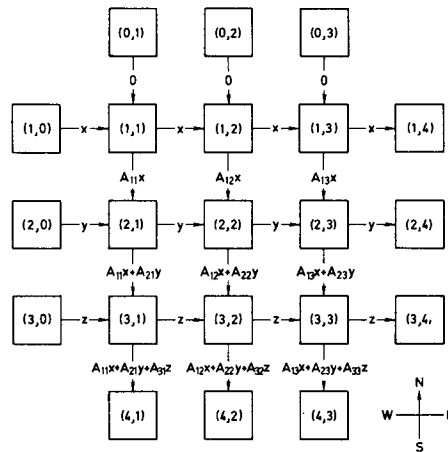 (0,1) (0,2) (0,3)
0 0 0
(1,0) x (1,1) x (1,2) x (1,3) x (1,4)
A11x A12x A13x
(2,0) y (2,1) y (2,2) y (2,3) y (2,4)
A11x+A21y A12x+A22y A13x+A23y
(3,0) z (3,1) z (3,2) z (3,3) z (3,4)
A11x+A21y+A31z A12x+A22y+A32z A13x+A23y+A33z
(4,1) (4,2) (4,3)
N
W
S